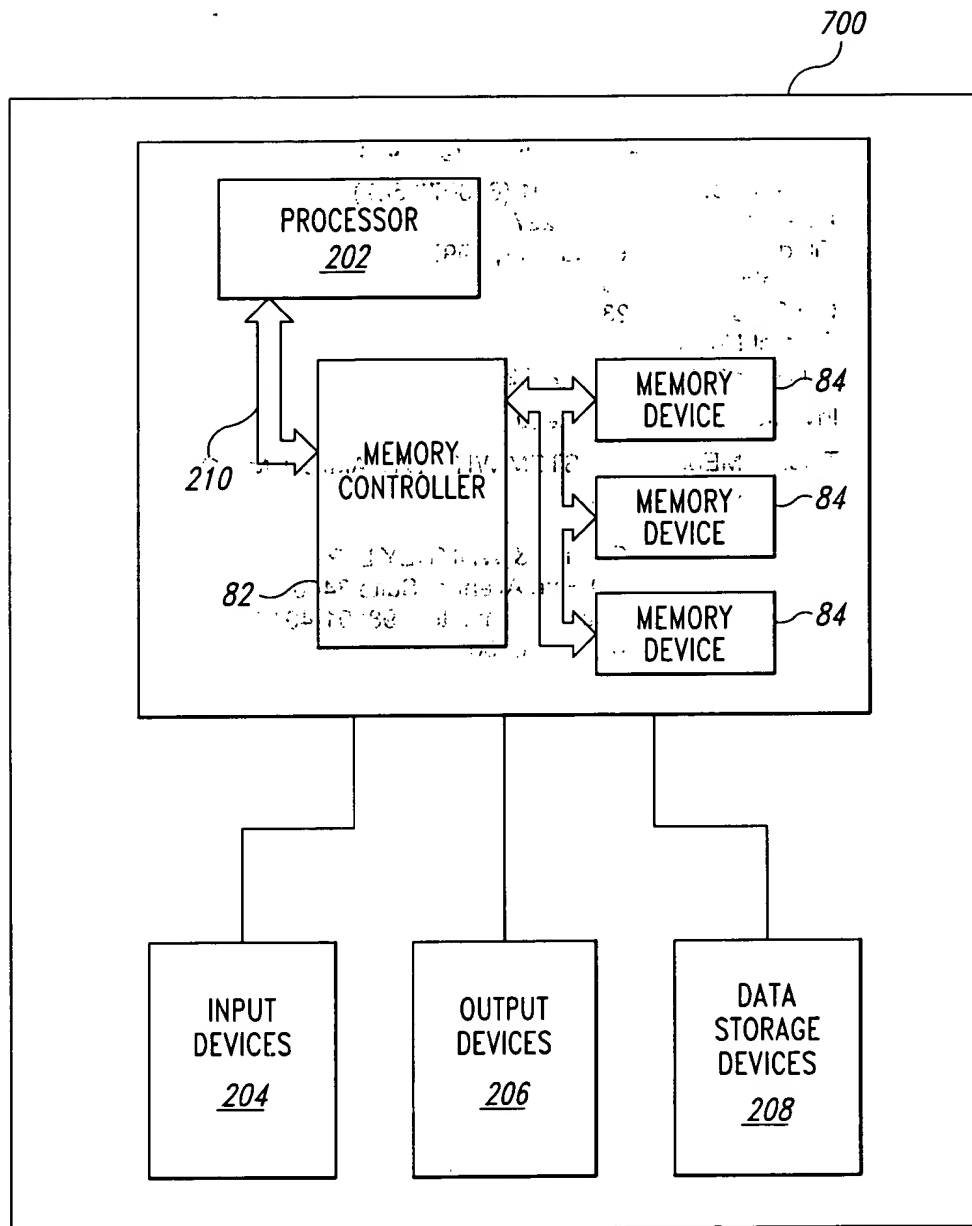 700
PROCESSOR
202
210
MEMORY
CONTROLLER
82
MEMORY
DEVICE
84
MEMORY
DEVICE
84
MEMORY
DEVICE
84
INPUT
DEVICES
204
OUTPUT
DEVICES
206
DATA
STORAGE
DEVICES
208